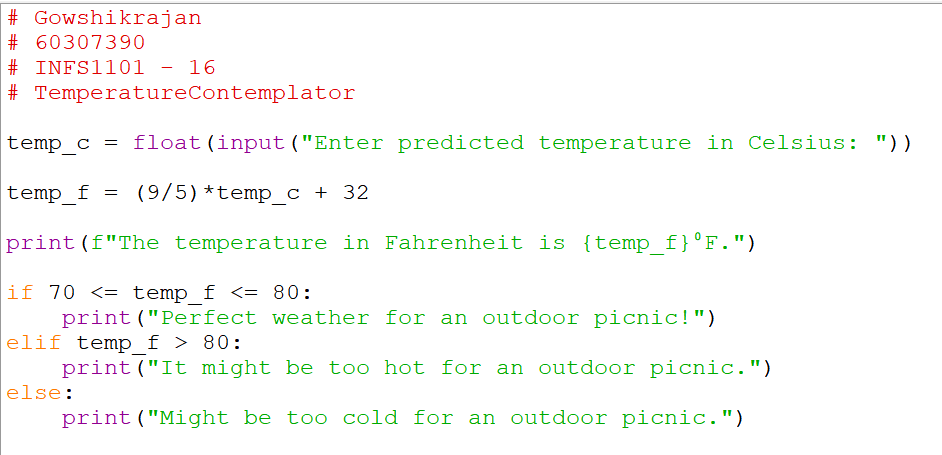 # Gowshikrajan
# 60307390
# INFS1101 - 16
# TemperatureContemplator
temp_c = float(input("Enter predicted temperature in Celsius: "))
temp_f = (9/5)*temp_c + 32
print(f"The temperature in Fahrenheit is {temp_f}⁰F.")
if 70 <= temp_f <= 80:
    print("Perfect weather for an outdoor picnic!")
elif temp_f > 80:
    print("It might be too hot for an outdoor picnic.")
else:
    print("Might be too cold for an outdoor picnic.")